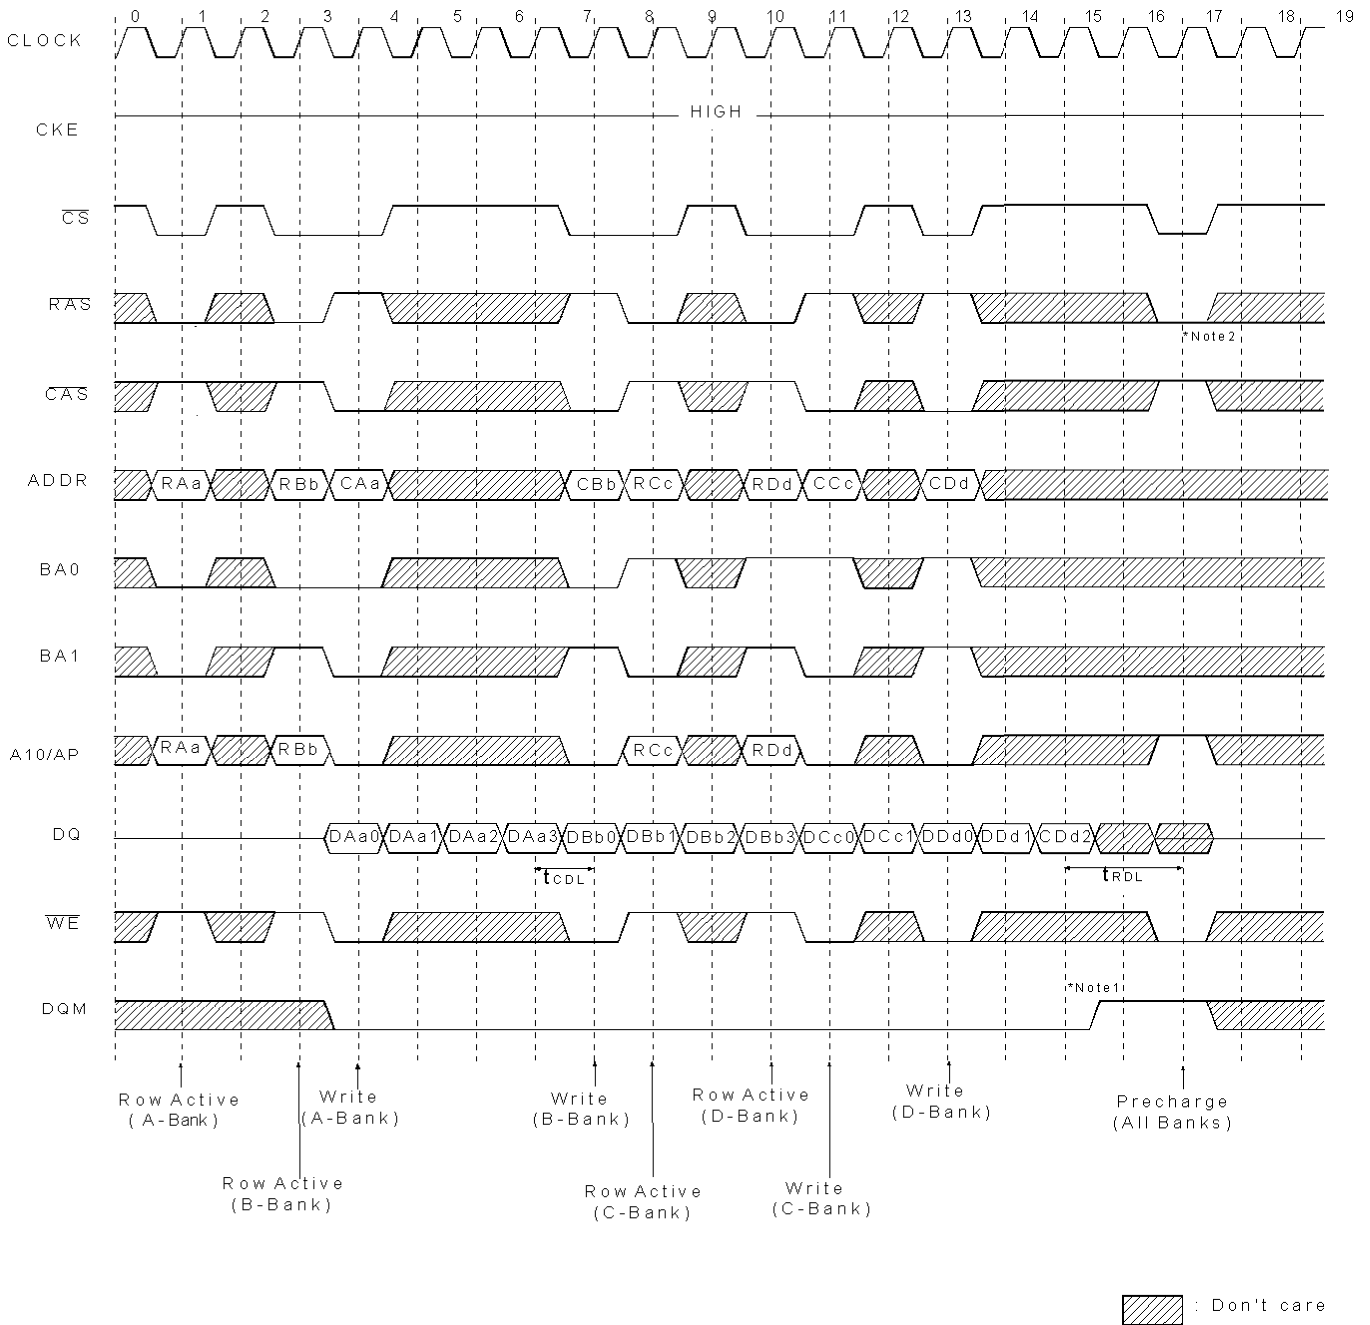 0 1 2 3 4 5 6 7 8 9 10 11 12 13 15 16 17 18 19
CLOCK
HIGH
CKE
CS
RAS
*Note2
CAS
ADDR RAa RBb CAa CBb RCc RDd CCc CDd
BA0
BA1
A10/AP RAa RBb RCc RDd
DQ DAa0 DAa1 DAa2 DAa3 DBb0 DBb1 DBb2 DBb3 DCc0 DCc1 DDd0 DDd1 CDd2
tCDL tRDL
WE
*Note1
DQM
Row Active
(A-Bank)
Write
(A-Bank)
Write
(B-Bank)
Row Active
(D-Bank)
Write
(D-Bank)
Precharge
(All Banks)
Row Active
(B-Bank)
Row Active
(C-Bank)
Write
(C-Bank)
: Don't care